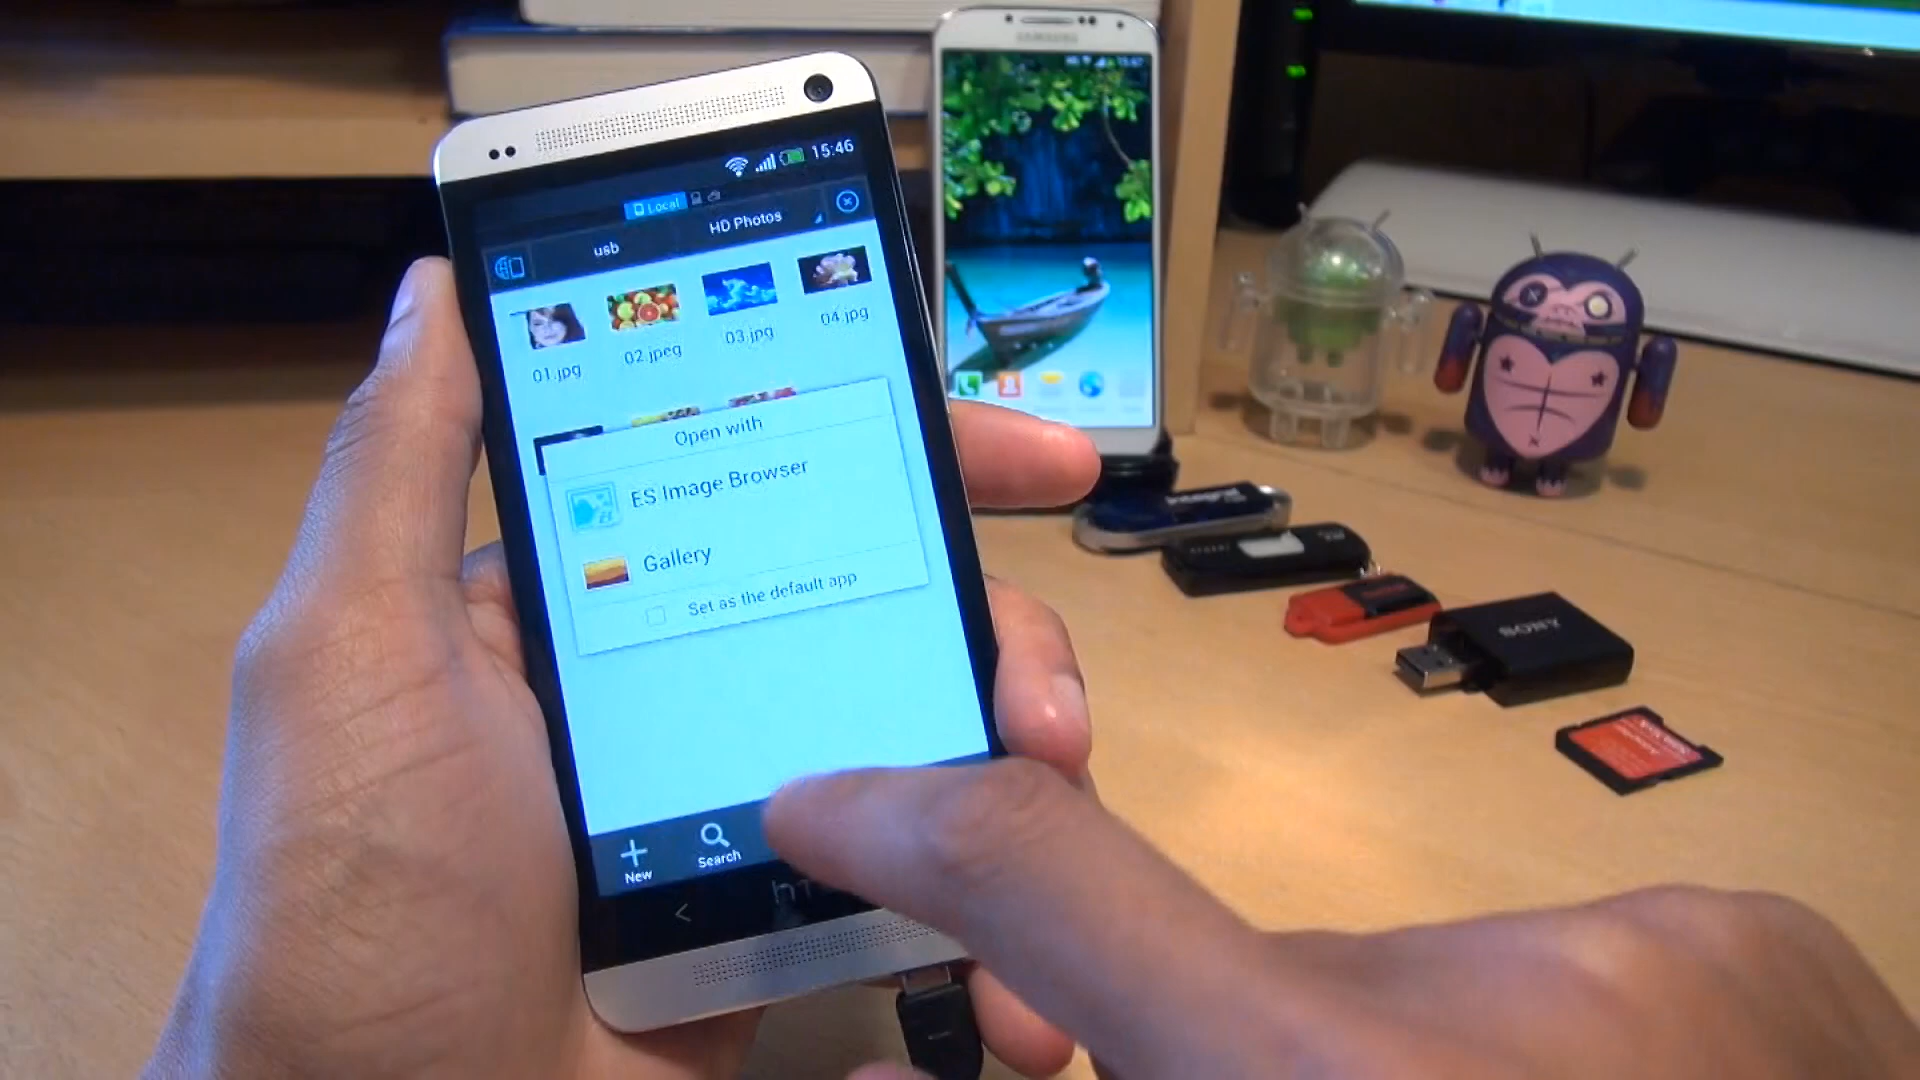 SAMSUNG
15:46
Local
usb
HD Photos
01.jpg
02.jpeg
03.jpg
04.jpg
Open with
ES Image Browser
Gallery
Set as the default app
New
Search
integral
SONY